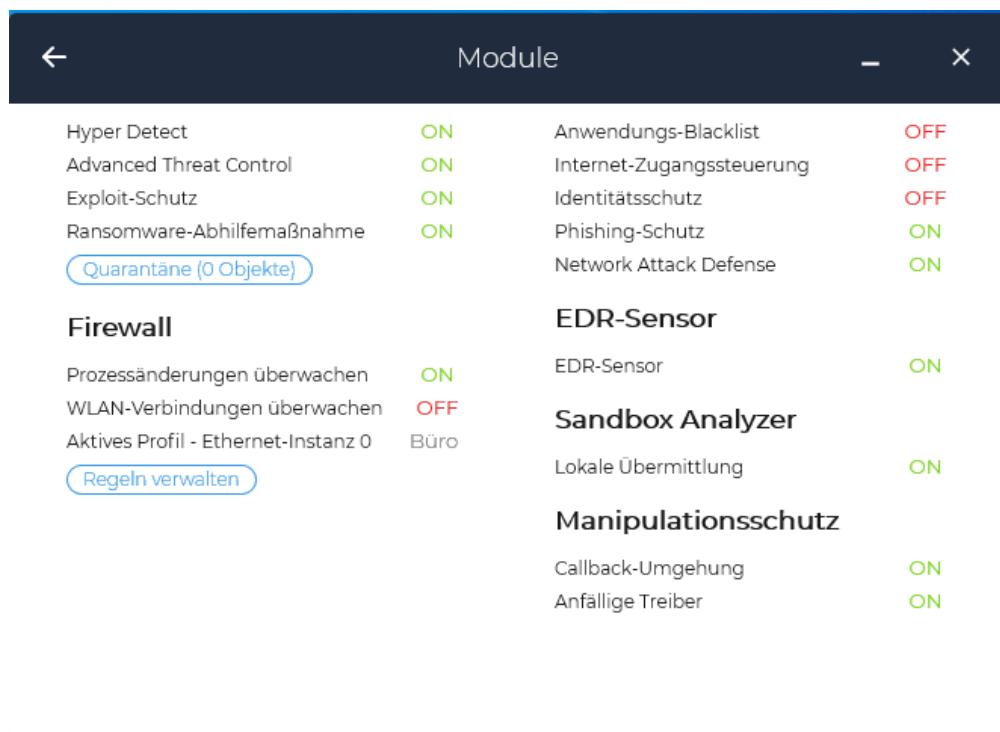 Module
Hyper Detect ON
Advanced Threat Control ON
Exploit-Schutz ON
Ransomware-Abhilfemaßnahme ON
Quarantäne (0 Objekte)
Firewall
Prozessänderungen überwachen ON
WLAN-Verbindungen überwachen OFF
Aktives Profil - Ethernet-Instanz 0 Büro
Regeln verwalten
Anwendungs-Blacklist OFF
Internet-Zugangssteuerung OFF
Identitätsschutz OFF
Phishing-Schutz ON
Network Attack Defense ON
EDR-Sensor
EDR-Sensor ON
Sandbox Analyzer
Lokale Übermittlung ON
Manipulationsschutz
Callback-Umgehung ON
Anfällige Treiber ON